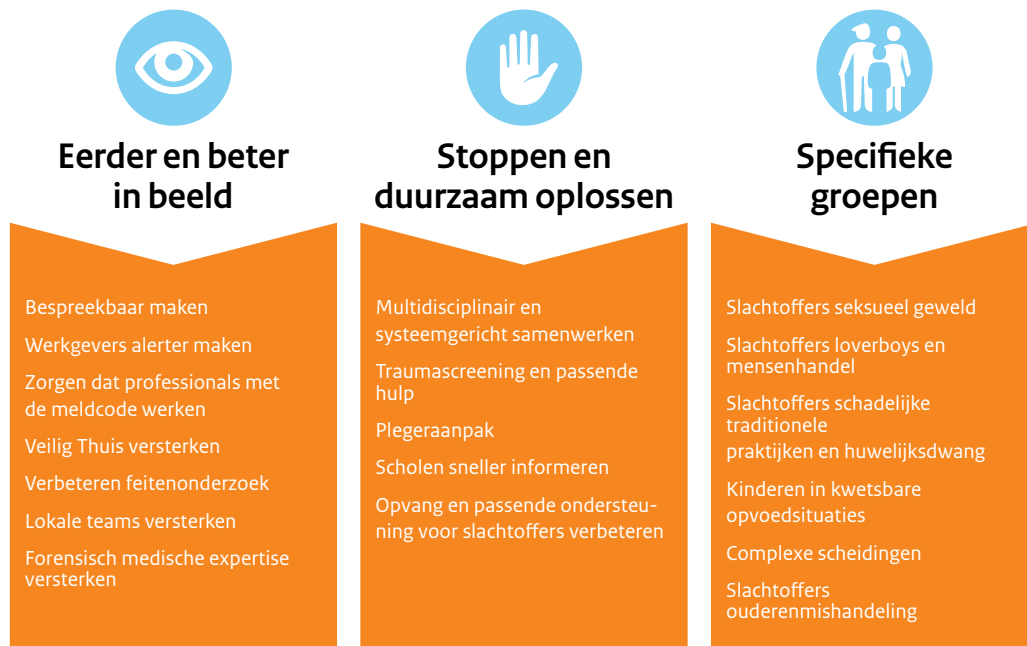 Eerder en beter
in beeld
Bespreekbaar maken
Werkgevers alerter maken
Zorgen dat professionals met
de meldcode werken
Veilig Thuis versterken
Verbeteren feitenonderzoek
Lokale teams versterken
Forensisch medische expertise
versterken
Stoppen en
duurzaam oplossen
Multidisciplinair en
systeemgericht samenwerken
Traumascreening en passende
hulp
Plegeraanpak
Scholen sneller informeren
Opvang en passende ondersteu-
ning voor slachtoffers verbeteren
Specifieke
groepen
Slachtoffers seksueel geweld
Slachtoffers loverboys en
mensenhandel
Slachtoffers schadelijke
traditionele
praktijken en huwelijksdwang
Kinderen in kwetsbare
opvoedsituaties
Complexe scheidingen
Slachtoffers
ouderenmishandeling